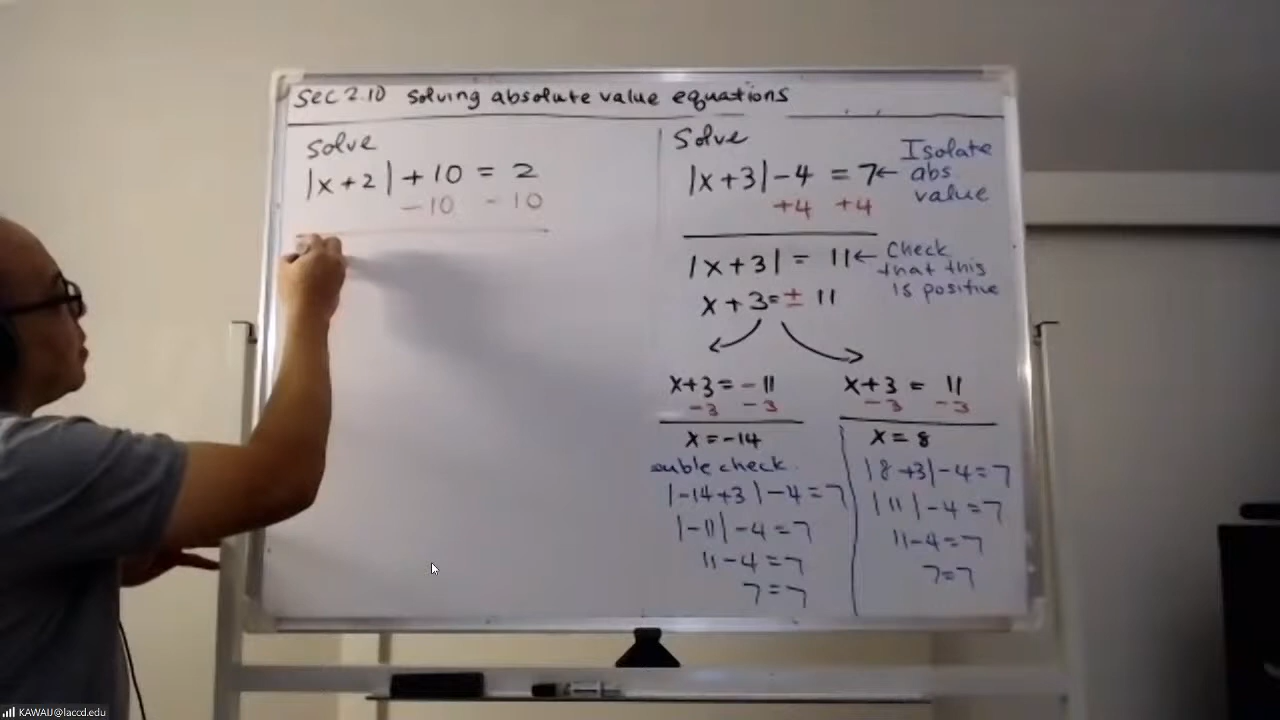 Sec 2.10 Solving absolute value equations
Solve
|x+2|+10 = 2
-10 -10
Solve
|x+3|-4 = 7 ← Isolate abs value
+4 +4
|x+3| = 11 ← Check that this is positive
x+3=± 11
x+3=-11
-3 -3
x=-14
ouble check.
|-14+3|-4=7
|-11|-4=7
11-4=7
7=7
x+3 = 11
-3 -3
x=8
|8+3|-4=7
|11|-4=7
11-4=7
7=7
KAWAIJ@laccd.edu